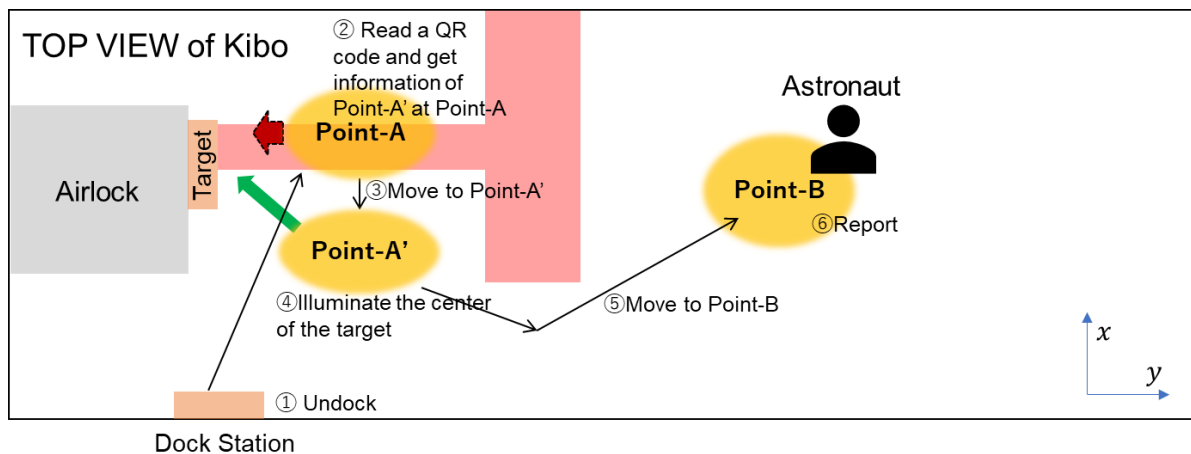 TOP VIEW of Kibo
② Read a QR
code and get
information of
Point-A’ at Point-A
Astronaut
Airlock
Target
Point-A
③Move to Point-A’
Point-B
⑥Report
Point-A’
④Illuminate the center
of the target
⑤Move to Point-B
x
y
① Undock
Dock Station